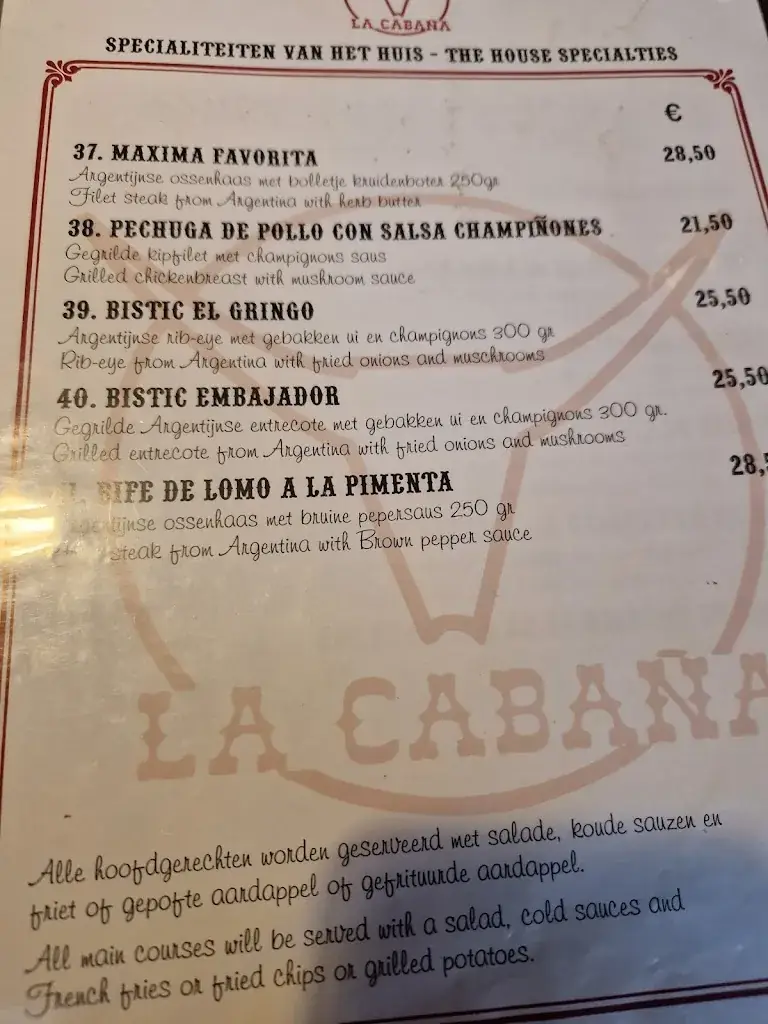 LA CABAÑA
SPECIALITEITEN VAN HET HUIS - THE HOUSE SPECIALTIES
€
37. MAXIMA FAVORITA 28,50
Argentijnse ossenhaas met bolletje kruidenboter 250gr
Filet steak from Argentina with herb butter
38. PECHUGA DE POLLO CON SALSA CHAMPIÑONES 21,50
Gegrilde kipfilet met champignons saus
Grilled chickenbreast with mushroom sauce
39. BISTIC EL GRINGO 25,50
Argentijnse rib-eye met gebakken ui en champignons 300 gr
Rib-eye from Argentina with fried onions and muschrooms
40. BISTIC EMBAJADOR 25,50
Gegrilde Argentijnse entrecote met gebakken ui en champignons 300 gr.
Grilled entrecote from Argentina with fried onions and mushrooms
BIFE DE LOMO A LA PIMENTA 28,5
ossenhaas met bruine pepersaus 250 gr
steak from Argentina with Brown pepper sauce
LA CABAÑA
Alle hoofdgerechten worden geserveerd met salade, koude sauzen en
friet of gepofte aardappel of gefrituurde aardappel.
All main courses will be served with a salad, cold sauces and
French fries or fried chips or grilled potatoes.